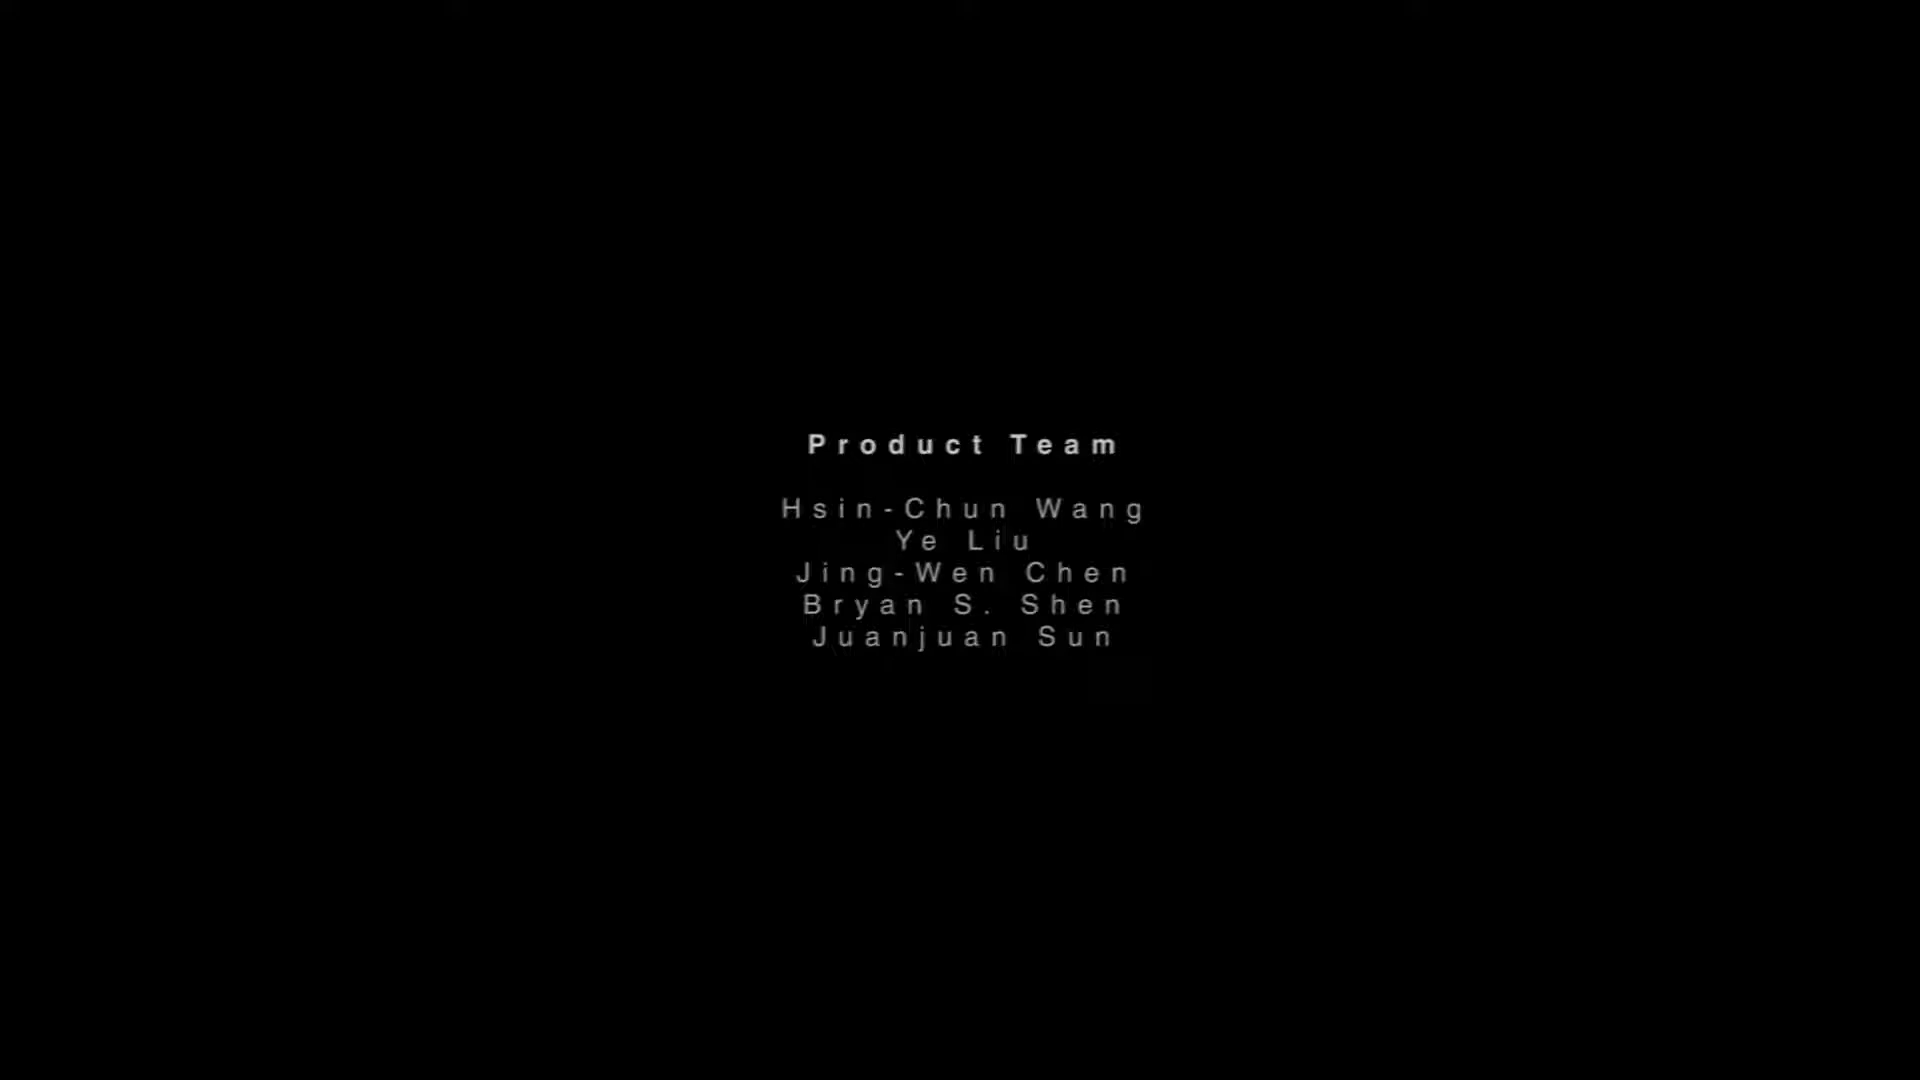 Product Team
Hsin-Chun Wang
Ye Liu
Jing-Wen Chen
Bryan S. Shen
Juanjuan Sun